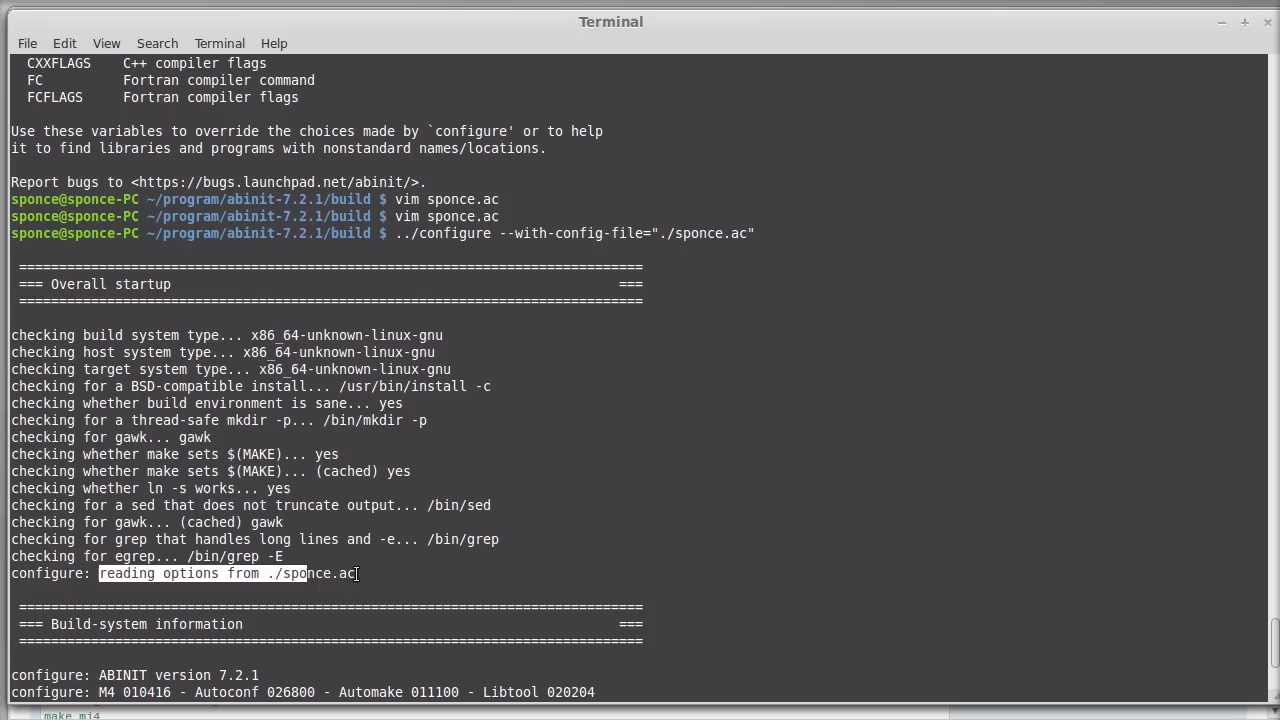 Terminal
File Edit View Search Terminal Help
CXXFLAGS    C++ compiler flags
FC          Fortran compiler command
FCFLAGS     Fortran compiler flags
Use these variables to override the choices made by `configure' or to help
it to find libraries and programs with nonstandard names/locations.
Report bugs to <https://bugs.launchpad.net/abinit/>.
sponce@sponce-PC ~/program/abinit-7.2.1/build $ vim sponce.ac
sponce@sponce-PC ~/program/abinit-7.2.1/build $ vim sponce.ac
sponce@sponce-PC ~/program/abinit-7.2.1/build $ ../configure --with-config-file="./sponce.ac"
==============================================================================
=== Overall startup                                                        ===
==============================================================================
checking build system type... x86_64-unknown-linux-gnu
checking host system type... x86_64-unknown-linux-gnu
checking target system type... x86_64-unknown-linux-gnu
checking for a BSD-compatible install... /usr/bin/install -c
checking whether build environment is sane... yes
checking for a thread-safe mkdir -p... /bin/mkdir -p
checking for gawk... gawk
checking whether make sets $(MAKE)... yes
checking whether make sets $(MAKE)... (cached) yes
checking whether ln -s works... yes
checking for a sed that does not truncate output... /bin/sed
checking for gawk... (cached) gawk
checking for grep that handles long lines and -e... /bin/grep
checking for egrep... /bin/grep -E
configure: reading options from ./sponce.ac
==============================================================================
=== Build-system information                                               ===
==============================================================================
configure: ABINIT version 7.2.1
configure: M4 010416 - Autoconf 026800 - Automake 011100 - Libtool 020204
make mj4